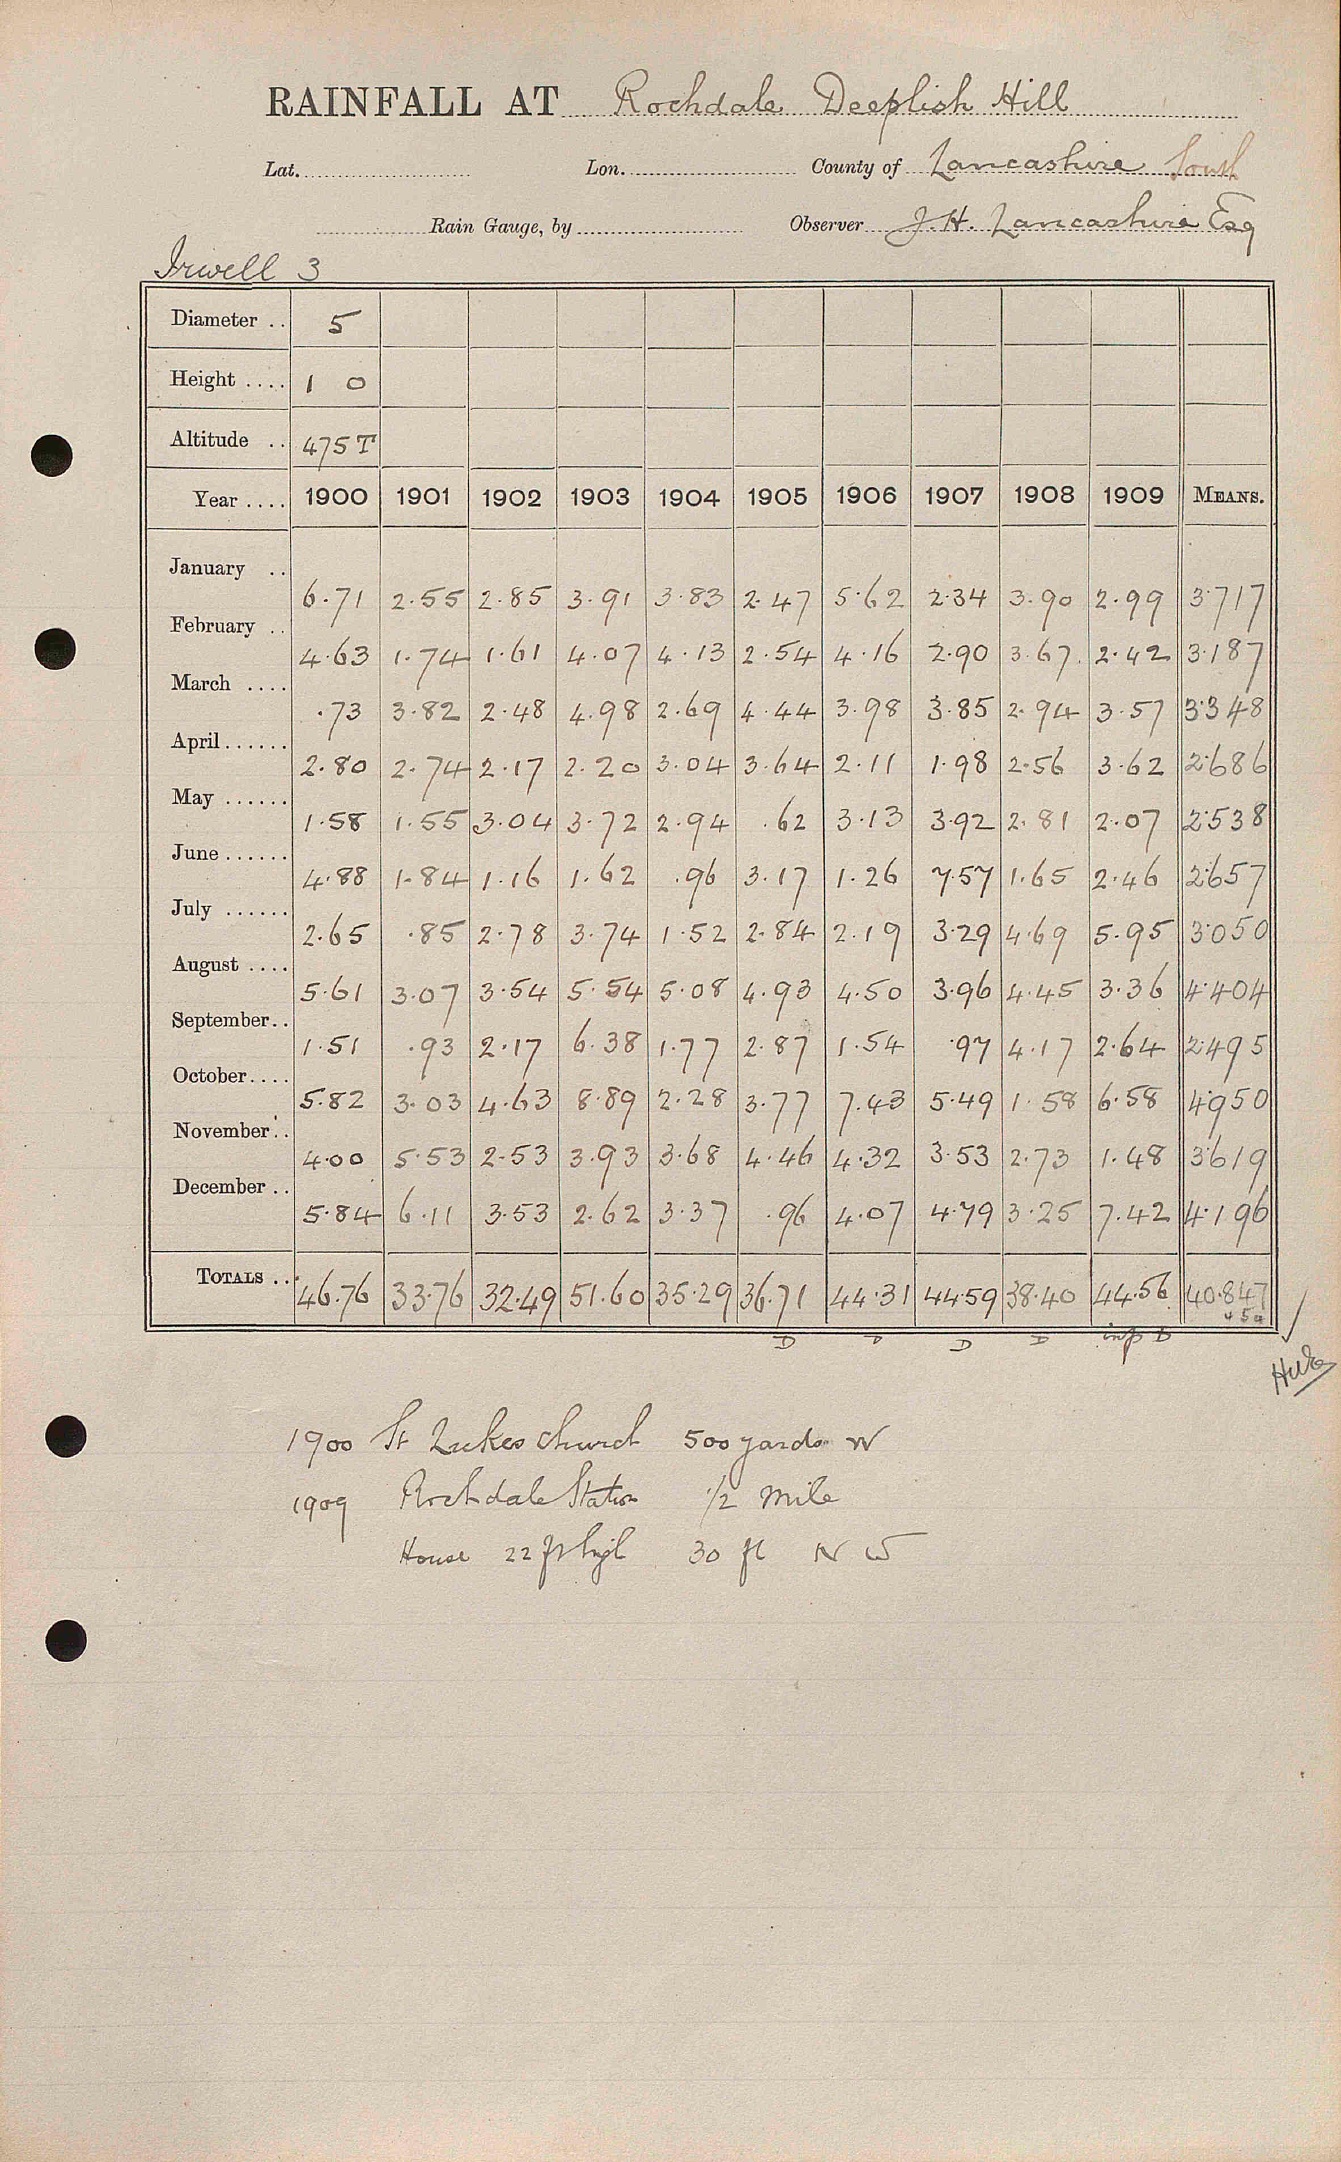 RAINFALL AT Rochdale Deeplish Hill
Lat. Lon. County of Lancashire South
Rain Gauge, by Observer J. H. Lancashire Esq
Irwell 3
Diameter .. 5
Height .... 1 0
Altitude .. 475 T
Year .... 1900 1901 1902 1903 1904 1905 1906 1907 1908 1909 MEANS.
January .. 6.71 2.55 2.85 3.91 3.83 2.47 5.62 2.34 3.90 2.99 3.717
February .. 4.63 1.74 1.61 4.07 4.13 2.54 4.16 2.90 3.67 2.42 3.187
March .... .73 3.82 2.48 4.98 2.69 4.44 3.98 3.85 2.94 3.57 3.348
April...... 2.80 2.74 2.17 2.20 3.04 3.64 2.11 1.98 2.56 3.62 2.686
May ...... 1.58 1.55 3.04 3.72 2.94 .62 3.13 3.92 2.81 2.07 2.538
June...... 4.88 1.84 1.16 1.62 .96 3.17 1.26 7.57 1.65 2.46 2.657
July ...... 2.65 .85 2.78 3.74 1.52 2.84 2.19 3.29 4.69 5.95 3.050
August .... 5.61 3.07 3.54 5.54 5.08 4.93 4.50 3.96 4.45 3.36 4.404
September.. 1.51 .93 2.17 6.38 1.77 2.87 1.54 .97 4.17 2.64 2.495
October.... 5.82 3.03 4.63 8.89 2.28 3.77 7.43 5.49 1.58 6.58 4.950
November.. 4.00 5.53 2.53 3.93 3.68 4.46 4.32 3.53 2.73 1.48 3.619
December .. 5.84 6.11 3.53 2.62 3.37 .96 4.07 4.79 3.25 7.42 4.196
TOTALS .. 46.76 33.76 32.49 51.60 35.29 36.71 44.31 44.59 38.40 44.56 40.847
D D D D D
1900 St Lukes Church 500 yards W
1909 Rochdale Station 1/2 mile
House 22 ft high 30 ft N W